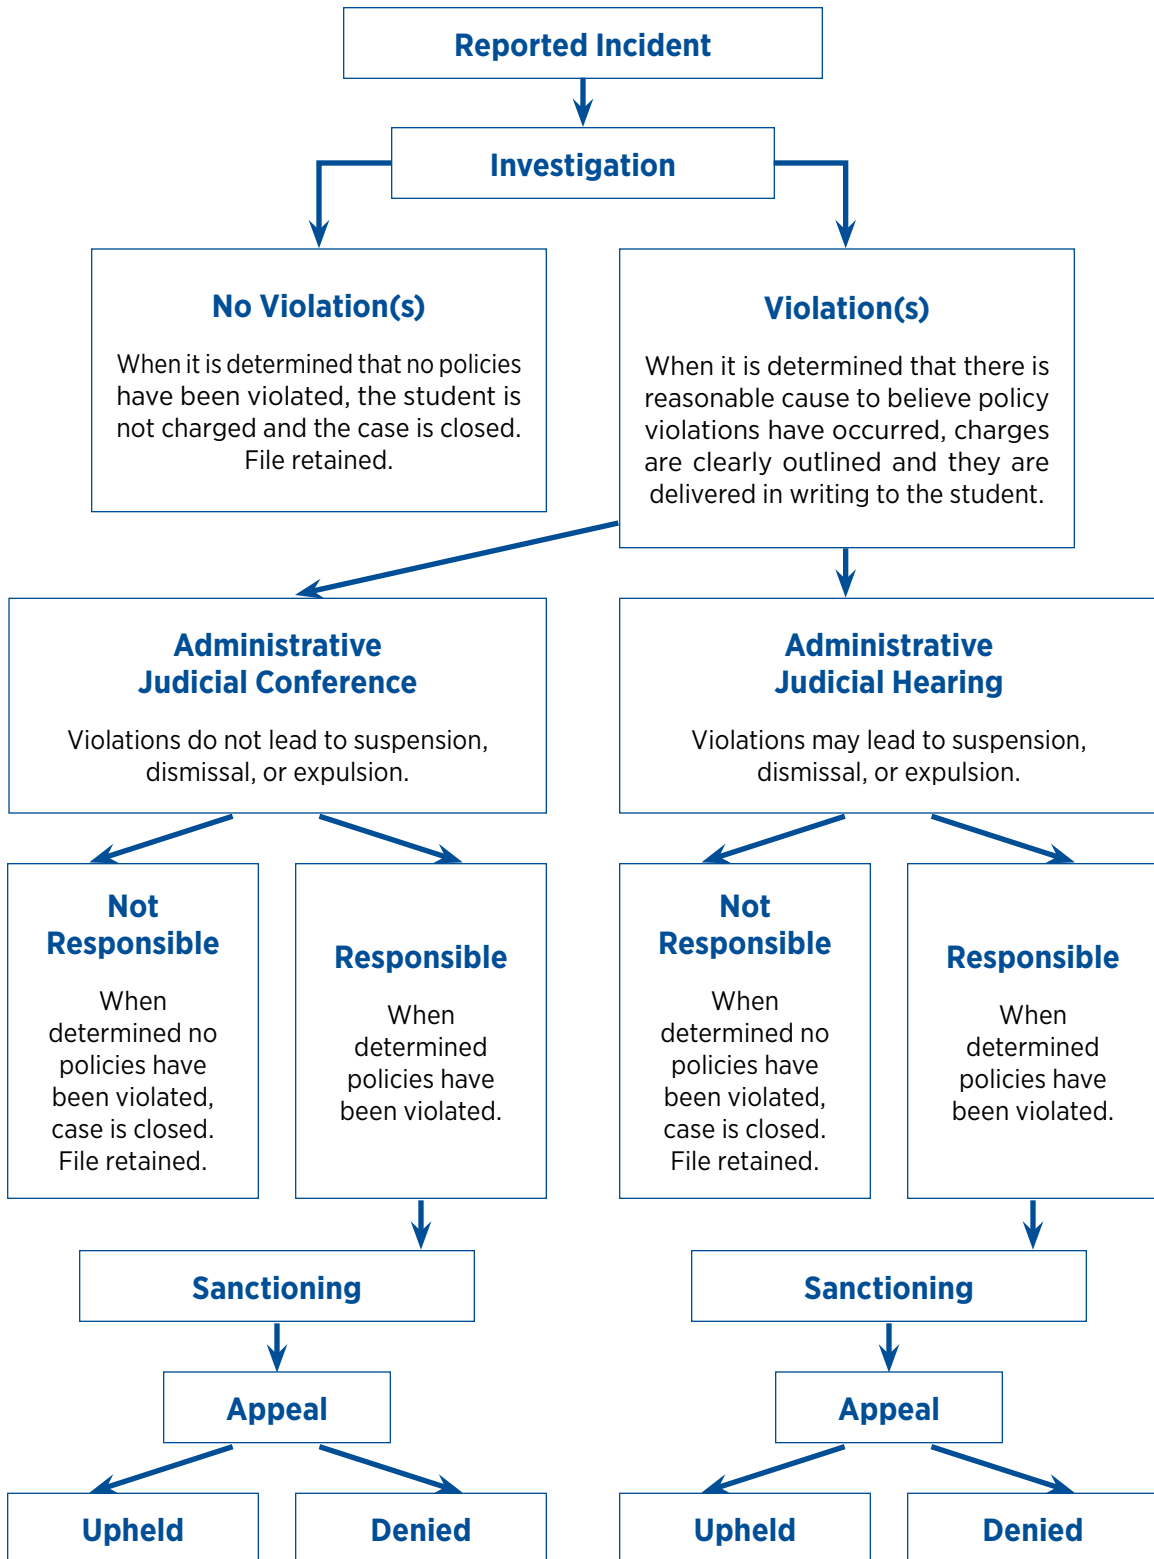 Reported Incident
Investigation
No Violation(s)
When it is determined that no policies
have been violated, the student is
not charged and the case is closed.
File retained.
Violation(s)
When it is determined that there is
reasonable cause to believe policy
violations have occurred, charges
are clearly outlined and they are
delivered in writing to the student.
Administrative
Judicial Conference
Violations do not lead to suspension,
dismissal, or expulsion.
Administrative
Judicial Hearing
Violations may lead to suspension,
dismissal, or expulsion.
Not
Responsible
When
determined no
policies have
been violated,
case is closed.
File retained.
Responsible
When
determined
policies have
been violated.
Not
Responsible
When
determined no
policies have
been violated,
case is closed.
File retained.
Responsible
When
determined
policies have
been violated.
Sanctioning
Sanctioning
Appeal
Appeal
Upheld
Denied
Upheld
Denied